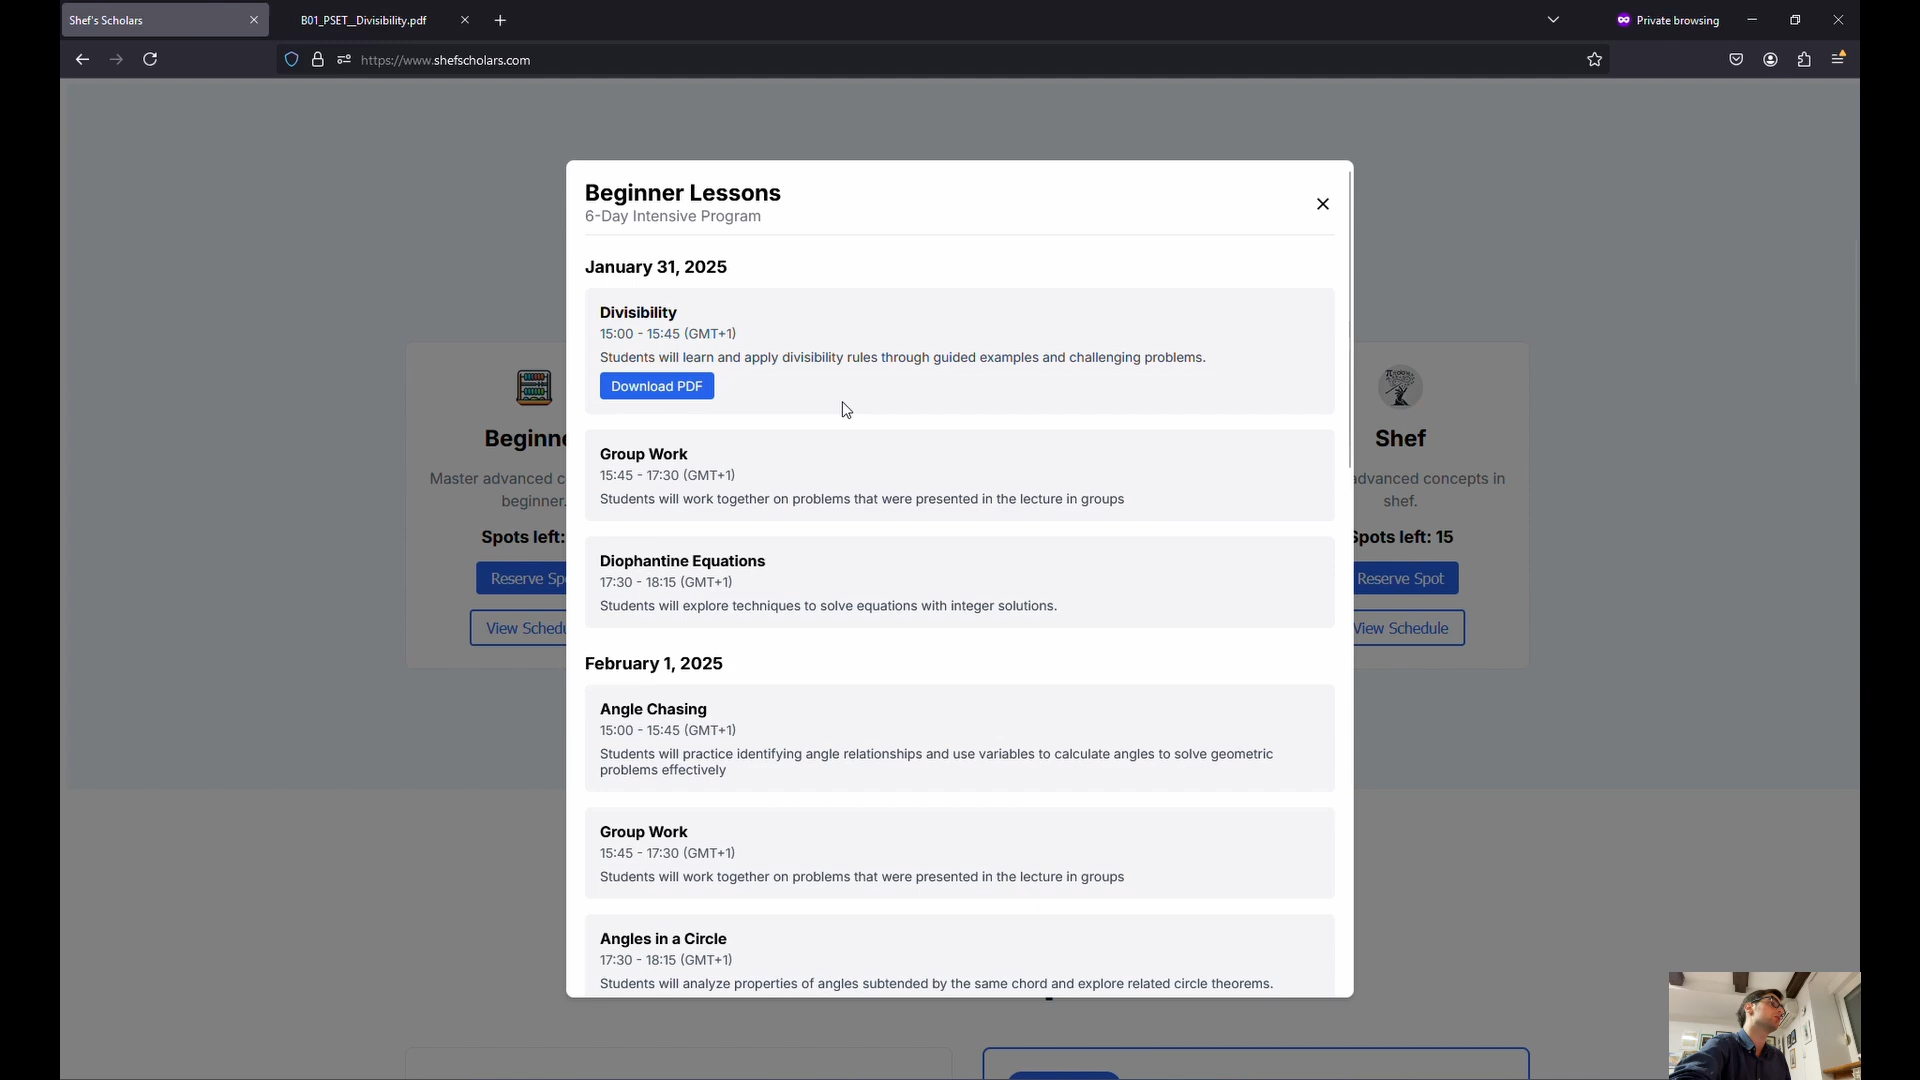 Shef's Scholars
B01_PSET__Divisibility.pdf
Private browsing
https://www.shefscholars.com
Beginner Lessons
6-Day Intensive Program
January 31, 2025
Divisibility
15:00 - 15:45 (GMT+1)
Students will learn and apply divisibility rules through guided examples and challenging problems.
Download PDF
Group Work
15:45 - 17:30 (GMT+1)
Students will work together on problems that were presented in the lecture in groups
Diophantine Equations
17:30 - 18:15 (GMT+1)
Students will explore techniques to solve equations with integer solutions.
February 1, 2025
Angle Chasing
15:00 - 15:45 (GMT+1)
Students will practice identifying angle relationships and use variables to calculate angles to solve geometric
problems effectively
Group Work
15:45 - 17:30 (GMT+1)
Students will work together on problems that were presented in the lecture in groups
Angles in a Circle
17:30 - 18:15 (GMT+1)
Students will analyze properties of angles subtended by the same chord and explore related circle theorems.
Beginne
Master advanced c
beginner.
Spots left:
Reserve Sp
View Schedu
Shef
advanced concepts in
shef.
Spots left: 15
Reserve Spot
View Schedule